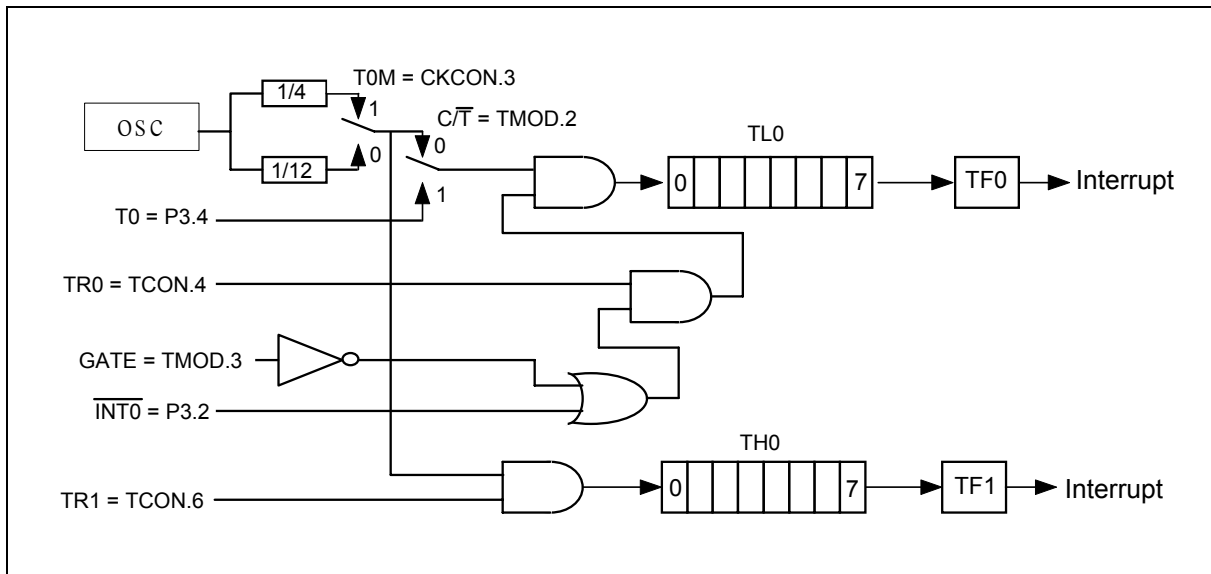 T0M = CKCON.3
1/4
1
OSC
C/T̅ = TMOD.2
0
0
1/12
1
T0 = P3.4
TL0
0 7
TF0
Interrupt
TR0 = TCON.4
GATE = TMOD.3
I̅N̅T̅0̅ = P3.2
TH0
0 7
TF1
Interrupt
TR1 = TCON.6